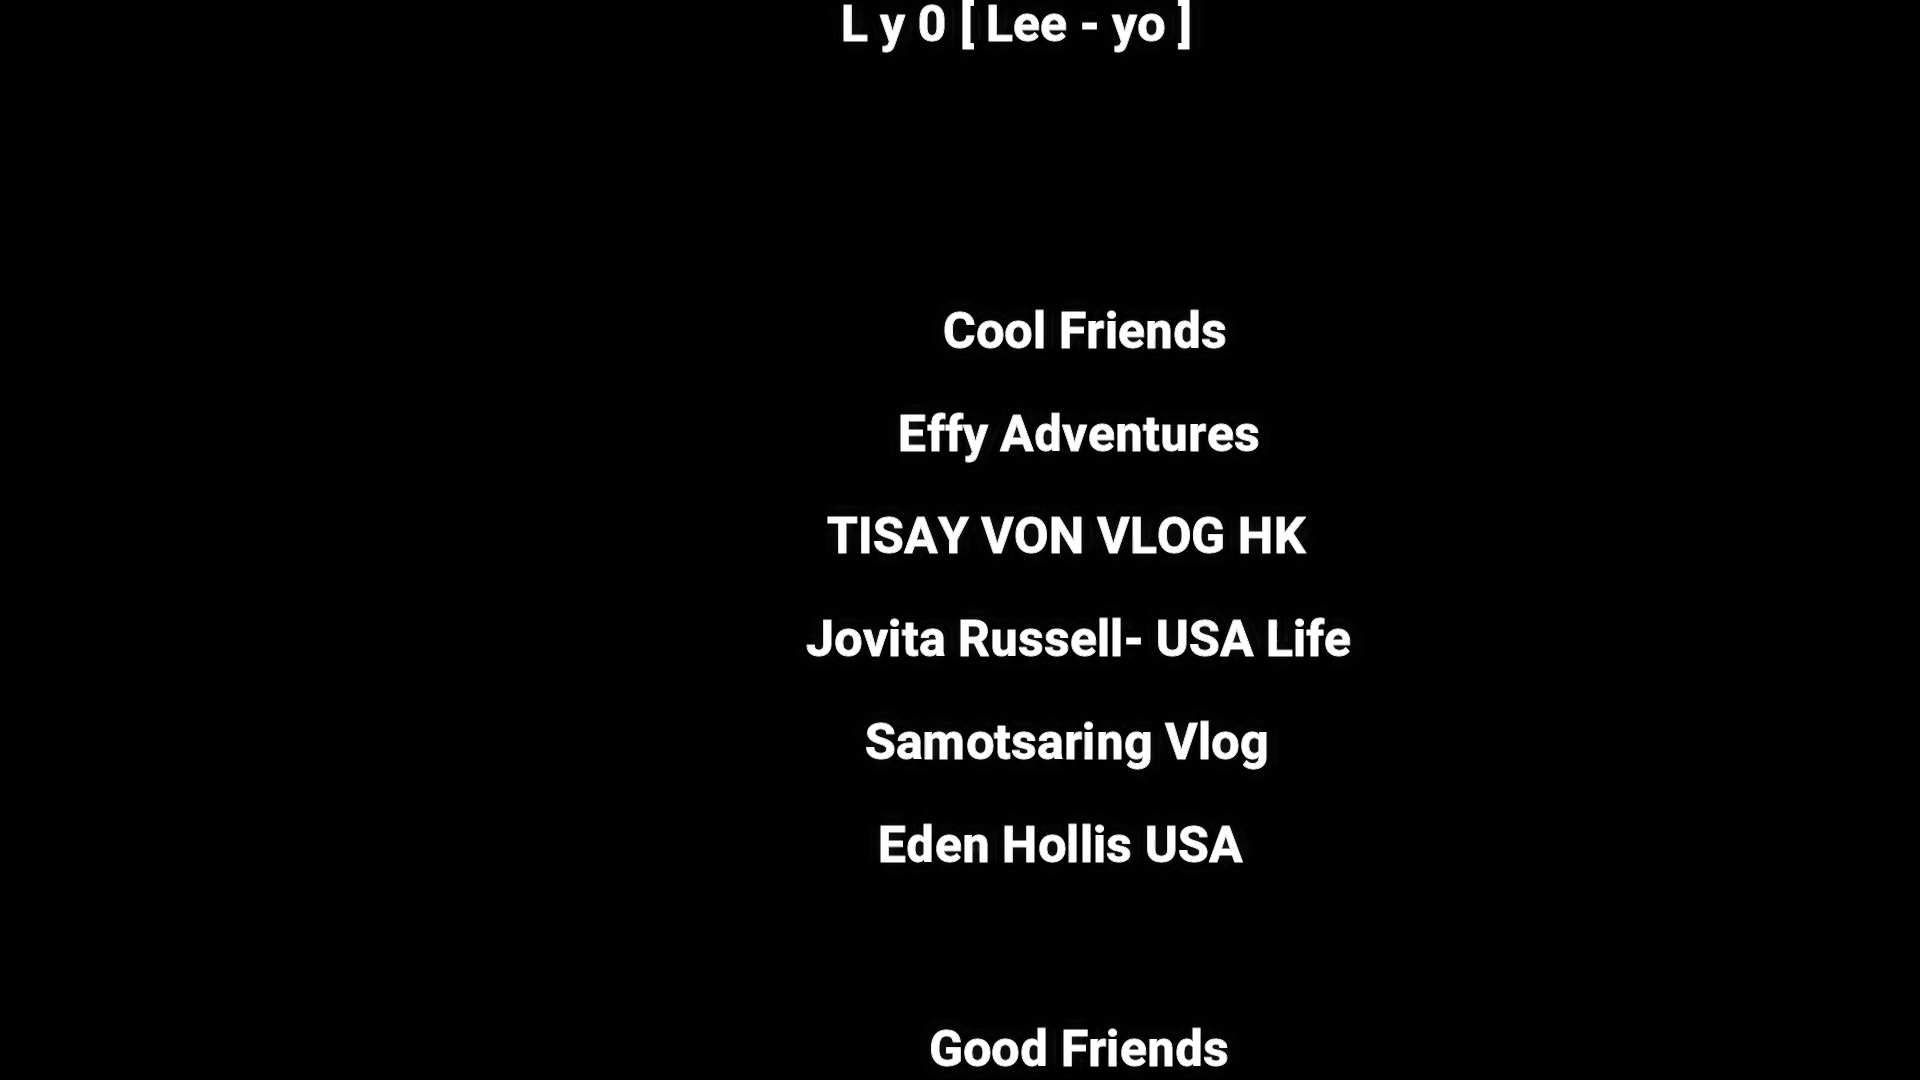 L y 0 [ Lee - yo ]
Cool Friends
Effy Adventures
TISAY VON VLOG HK
Jovita Russell- USA Life
Samotsaring Vlog
Eden Hollis USA
Good Friends